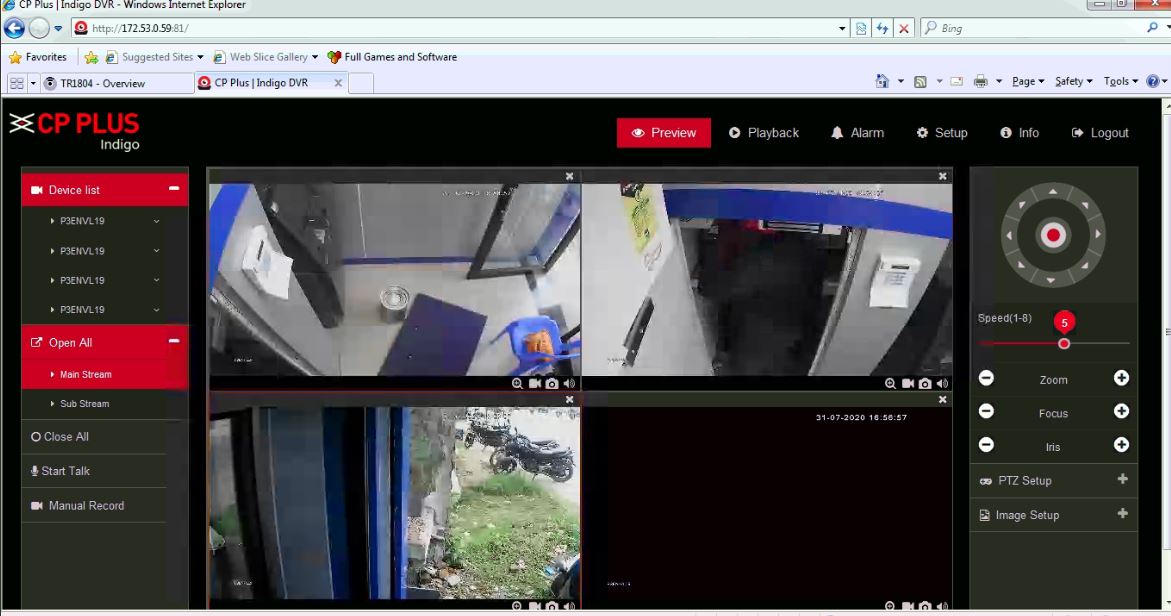 CP Plus | Indigo DVR - Windows Internet Explorer
http://172.53.0.59:81/
Bing
Favorites
Suggested Sites
Web Slice Gallery
Full Games and Software
TR1804 - Overview
CP Plus | Indigo DVR
Page
Safety
Tools
CP PLUS
Indigo
Preview
Playback
Alarm
Setup
Info
Logout
Device list
P3ENVL19
P3ENVL19
P3ENVL19
P3ENVL19
Open All
Main Stream
Sub Stream
Close All
Start Talk
Manual Record
31-07-2020 16:56:57
Speed(1-8)
5
Zoom
Focus
Iris
PTZ Setup
Image Setup